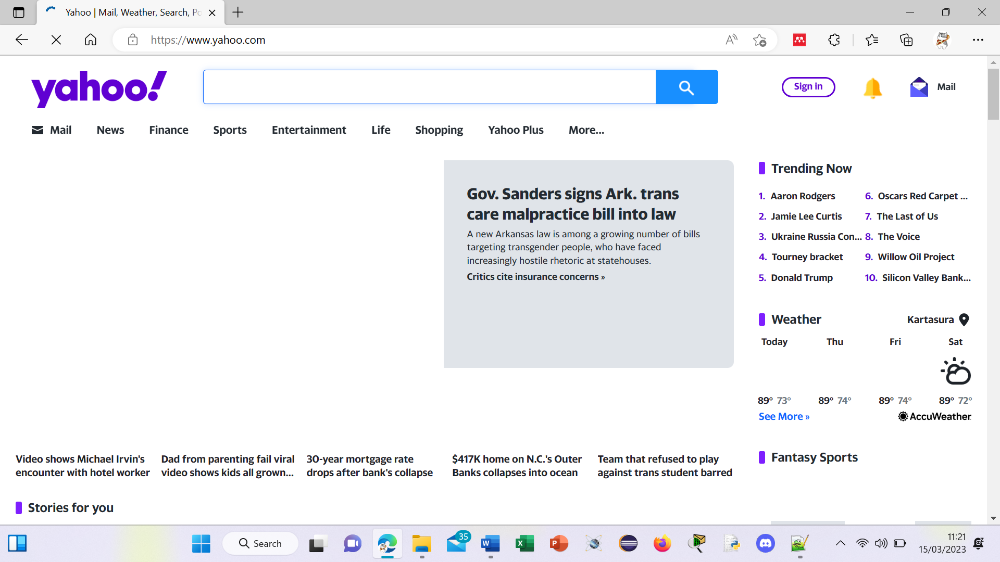 Yahoo | Mail, Weather, Search, Po
https://www.yahoo.com
yahoo!
Sign in
Mail
Mail
News
Finance
Sports
Entertainment
Life
Shopping
Yahoo Plus
More...
Gov. Sanders signs Ark. trans
care malpractice bill into law
A new Arkansas law is among a growing number of bills
targeting transgender people, who have faced
increasingly hostile rhetoric at statehouses.
Critics cite insurance concerns »
Trending Now
1. Aaron Rodgers
2. Jamie Lee Curtis
3. Ukraine Russia Con...
4. Tourney bracket
5. Donald Trump
6. Oscars Red Carpet ...
7. The Last of Us
8. The Voice
9. Willow Oil Project
10. Silicon Valley Bank...
Weather
Kartasura
Today Thu Fri Sat
89° 73° 89° 74° 89° 74° 89° 72°
See More »
AccuWeather
Fantasy Sports
Video shows Michael Irvin's
encounter with hotel worker
Dad from parenting fail viral
video shows kids all grown...
30-year mortgage rate
drops after bank's collapse
$417K home on N.C.'s Outer
Banks collapses into ocean
Team that refused to play
against trans student barred
Stories for you
Search
35
11:21
15/03/2023